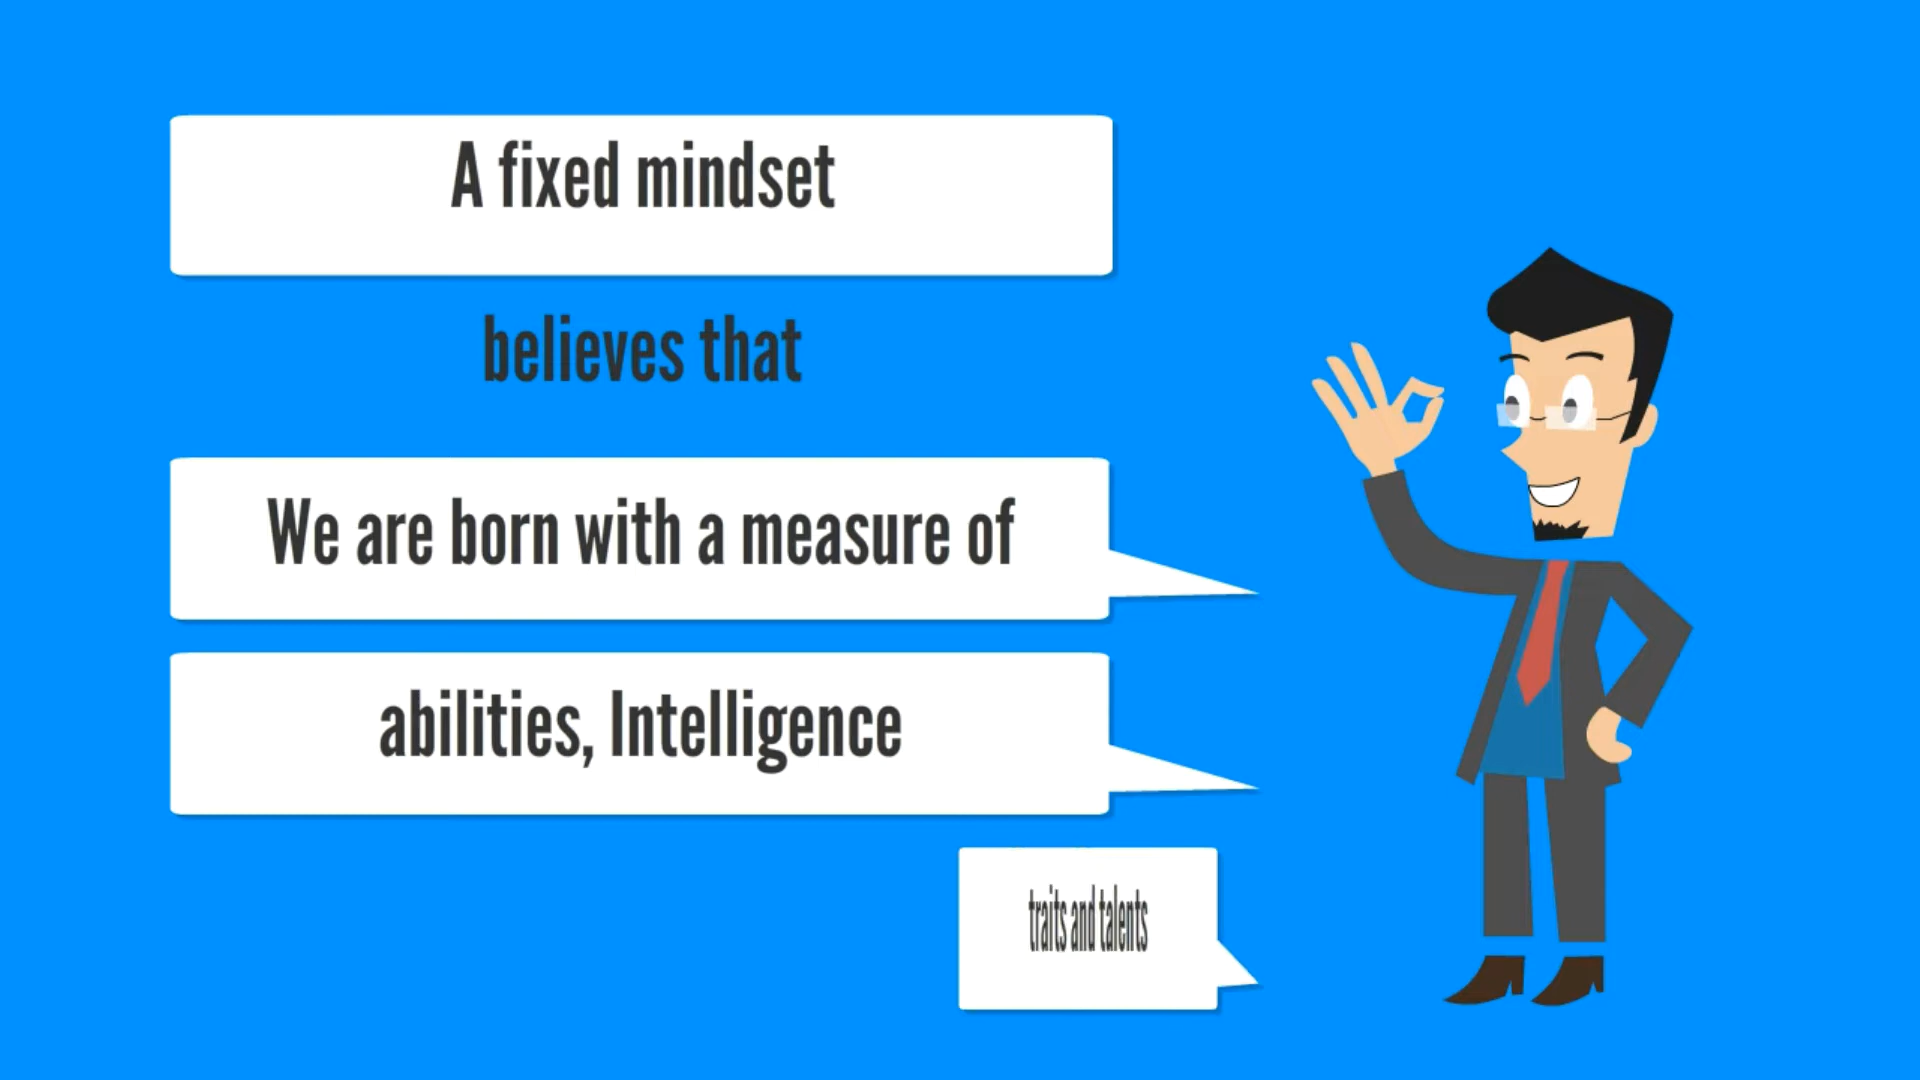 A fixed mindset
believes that
We are born with a measure of
abilities, Intelligence
traits and talents